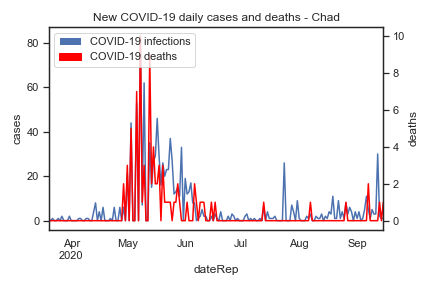 New COVID-19 daily cases and deaths - Chad
COVID-19 infections
COVID-19 deaths
cases
80
60
40
20
0
deaths
10
8
6
4
2
0
Apr
2020
May
Jun
Jul
Aug
Sep
dateRep